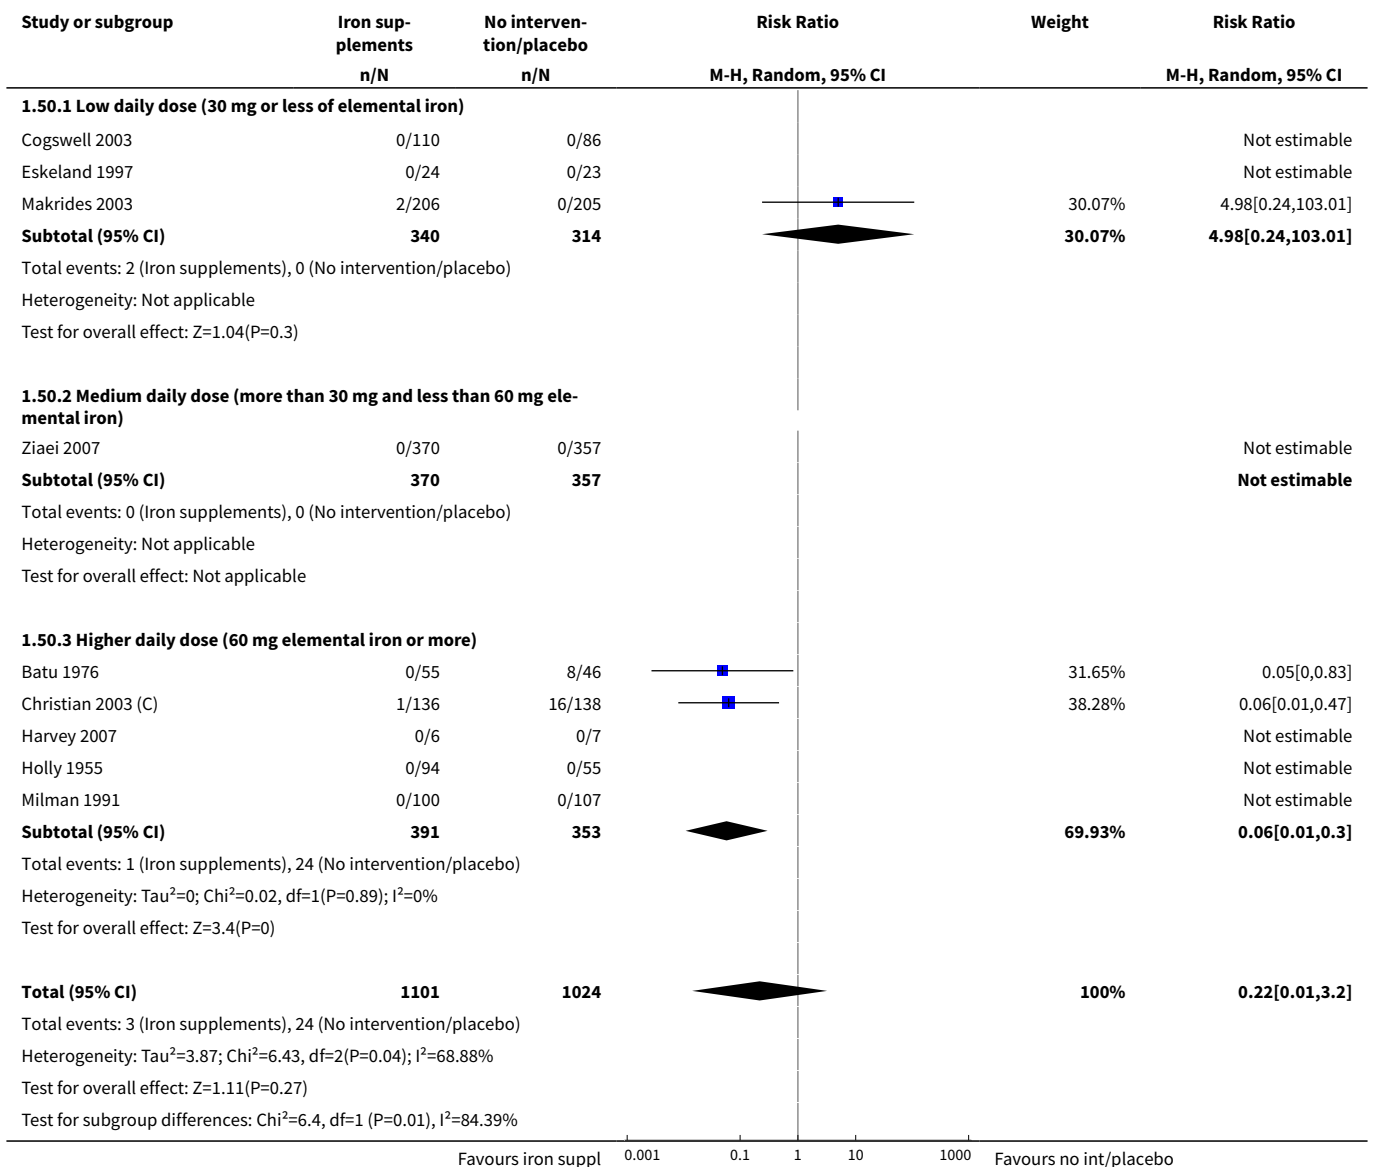 Study or subgroup Iron sup- No interven- Risk Ratio Weight Risk Ratio
plements tion/placebo
n/N n/N M-H, Random, 95% CI M-H, Random, 95% CI
1.50.1 Low daily dose (30 mg or less of elemental iron)
Cogswell 2003 0/110 0/86 Not estimable
Eskeland 1997 0/24 0/23 Not estimable
Makrides 2003 2/206 0/205 30.07% 4.98[0.24,103.01]
Subtotal (95% CI) 340 314 30.07% 4.98[0.24,103.01]
Total events: 2 (Iron supplements), 0 (No intervention/placebo)
Heterogeneity: Not applicable
Test for overall effect: Z=1.04(P=0.3)
1.50.2 Medium daily dose (more than 30 mg and less than 60 mg ele-
mental iron)
Ziaei 2007 0/370 0/357 Not estimable
Subtotal (95% CI) 370 357 Not estimable
Total events: 0 (Iron supplements), 0 (No intervention/placebo)
Heterogeneity: Not applicable
Test for overall effect: Not applicable
1.50.3 Higher daily dose (60 mg elemental iron or more)
Batu 1976 0/55 8/46 31.65% 0.05[0,0.83]
Christian 2003 (C) 1/136 16/138 38.28% 0.06[0.01,0.47]
Harvey 2007 0/6 0/7 Not estimable
Holly 1955 0/94 0/55 Not estimable
Milman 1991 0/100 0/107 Not estimable
Subtotal (95% CI) 391 353 69.93% 0.06[0.01,0.3]
Total events: 1 (Iron supplements), 24 (No intervention/placebo)
Heterogeneity: Tau²=0; Chi²=0.02, df=1(P=0.89); I²=0%
Test for overall effect: Z=3.4(P=0)
Total (95% CI) 1101 1024 100% 0.22[0.01,3.2]
Total events: 3 (Iron supplements), 24 (No intervention/placebo)
Heterogeneity: Tau²=3.87; Chi²=6.43, df=2(P=0.04); I²=68.88%
Test for overall effect: Z=1.11(P=0.27)
Test for subgroup differences: Chi²=6.4, df=1 (P=0.01), I²=84.39%
Favours iron suppl 0.001 0.1 1 10 1000 Favours no int/placebo